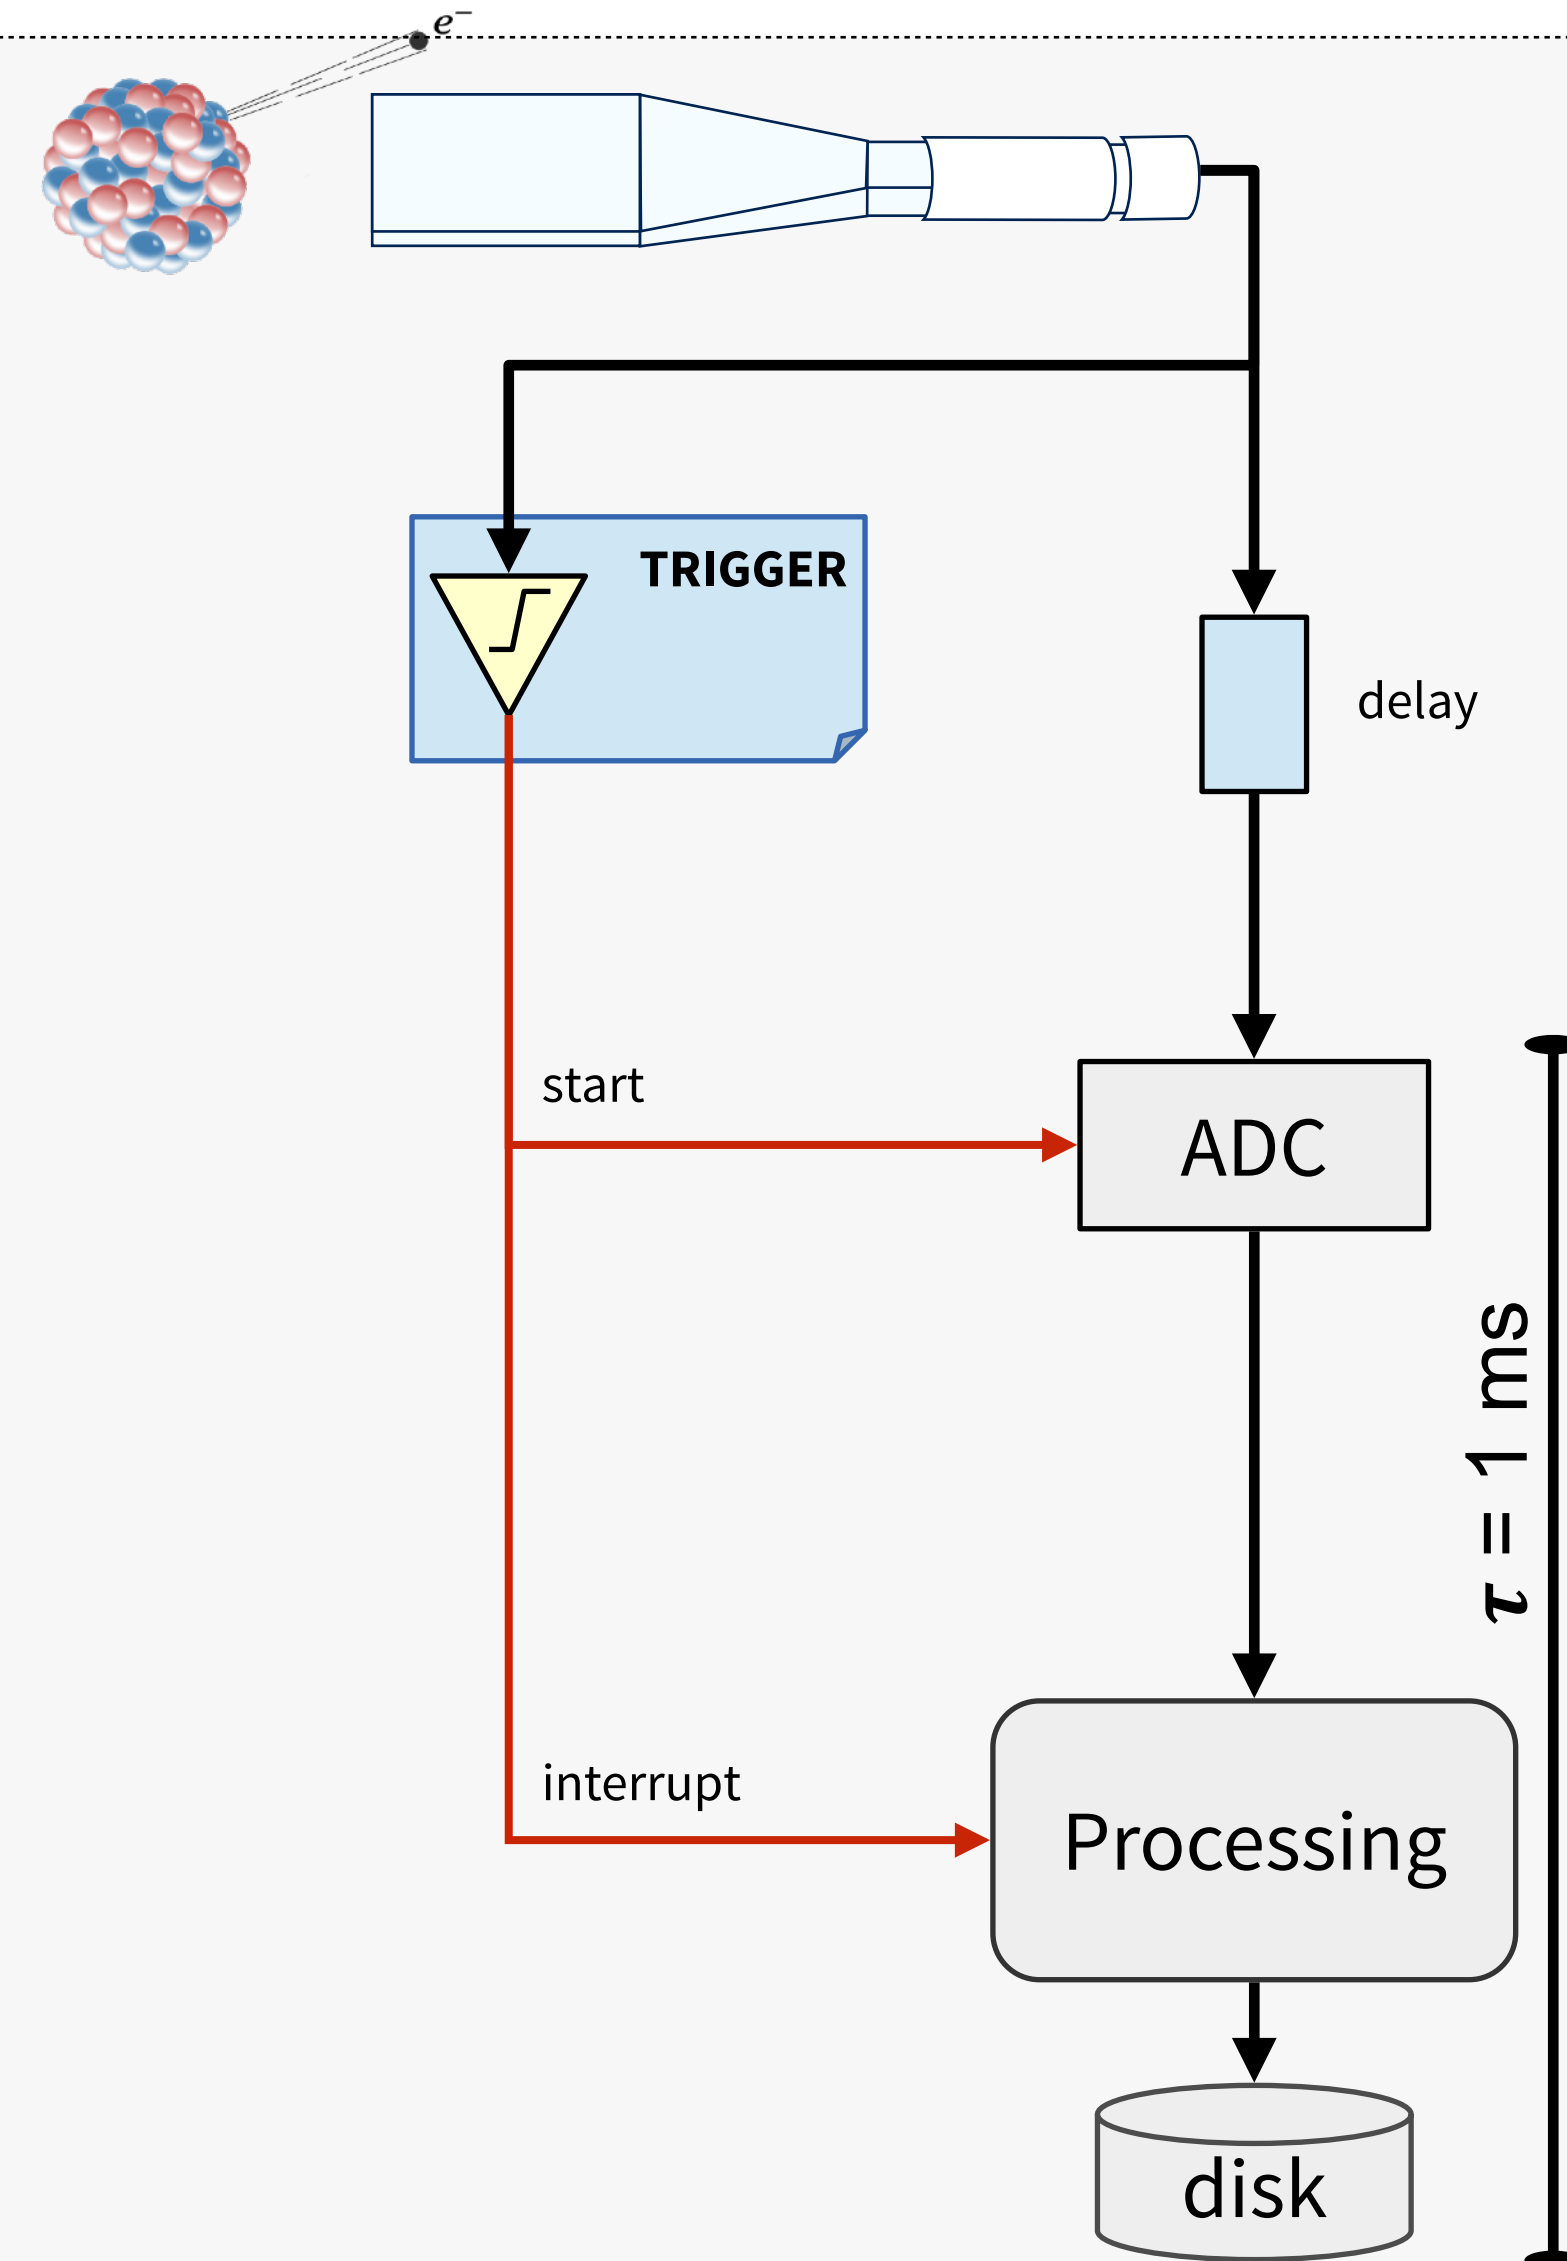 e⁻
TRIGGER
delay
start
ADC
τ = 1 ms
interrupt
Processing
disk